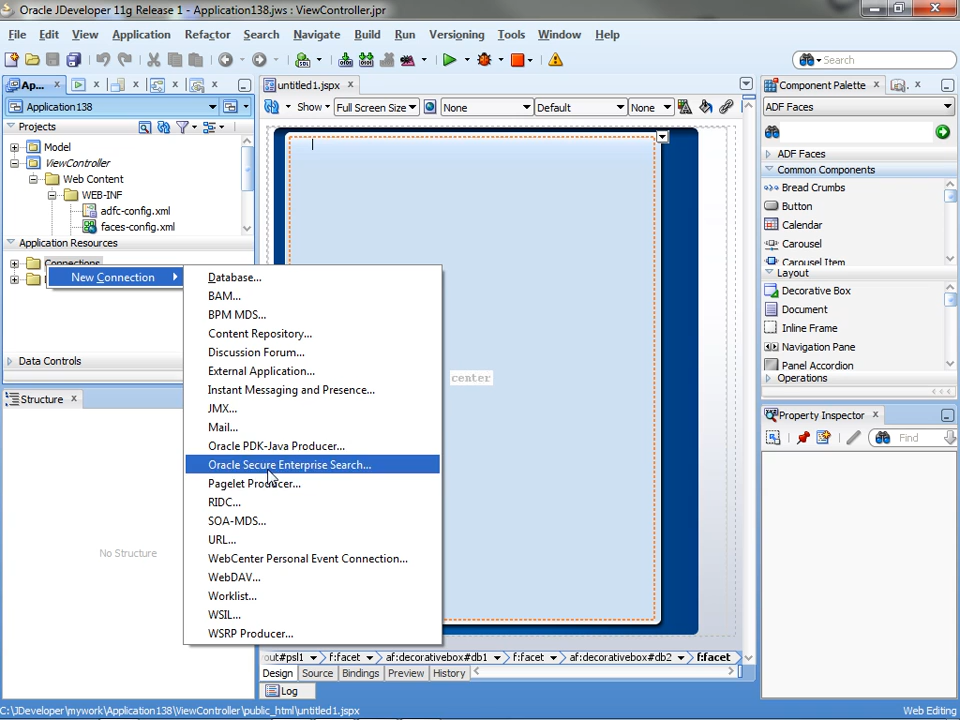 Oracle JDeveloper 11g Release 1 - Application138.jws : ViewController.jpr
File Edit View Application Refactor Search Navigate Build Run Versioning Tools Window Help
Search
Ap...
untitled1.jspx
Component Palette
Application138
Show
Full Screen Size
None
Default
None
ADF Faces
Projects
Model
ViewController
Web Content
WEB-INF
adfc-config.xml
faces-config.xml
Application Resources
Connections
New Connection
Database...
BAM...
BPM MDS...
Content Repository...
Discussion Forum...
External Application...
Instant Messaging and Presence...
JMX...
Mail...
Oracle PDK-Java Producer...
Oracle Secure Enterprise Search...
Pagelet Producer...
RIDC...
SOA-MDS...
URL...
WebCenter Personal Event Connection...
WebDAV...
Worklist...
WSIL...
WSRP Producer...
Data Controls
Structure
No Structure
center
ADF Faces
Common Components
Bread Crumbs
Button
Calendar
Carousel
Carousel Item
Layout
Decorative Box
Document
Inline Frame
Navigation Pane
Panel Accordion
Operations
Property Inspector
Find
out#psl1 f:facet af:decorativebox#db1 f:facet af:decorativebox#db2 f:facet
Design Source Bindings Preview History
Log
C:\JDeveloper\mywork\Application138\ViewController\public_html\untitled1.jspx
Web Editing